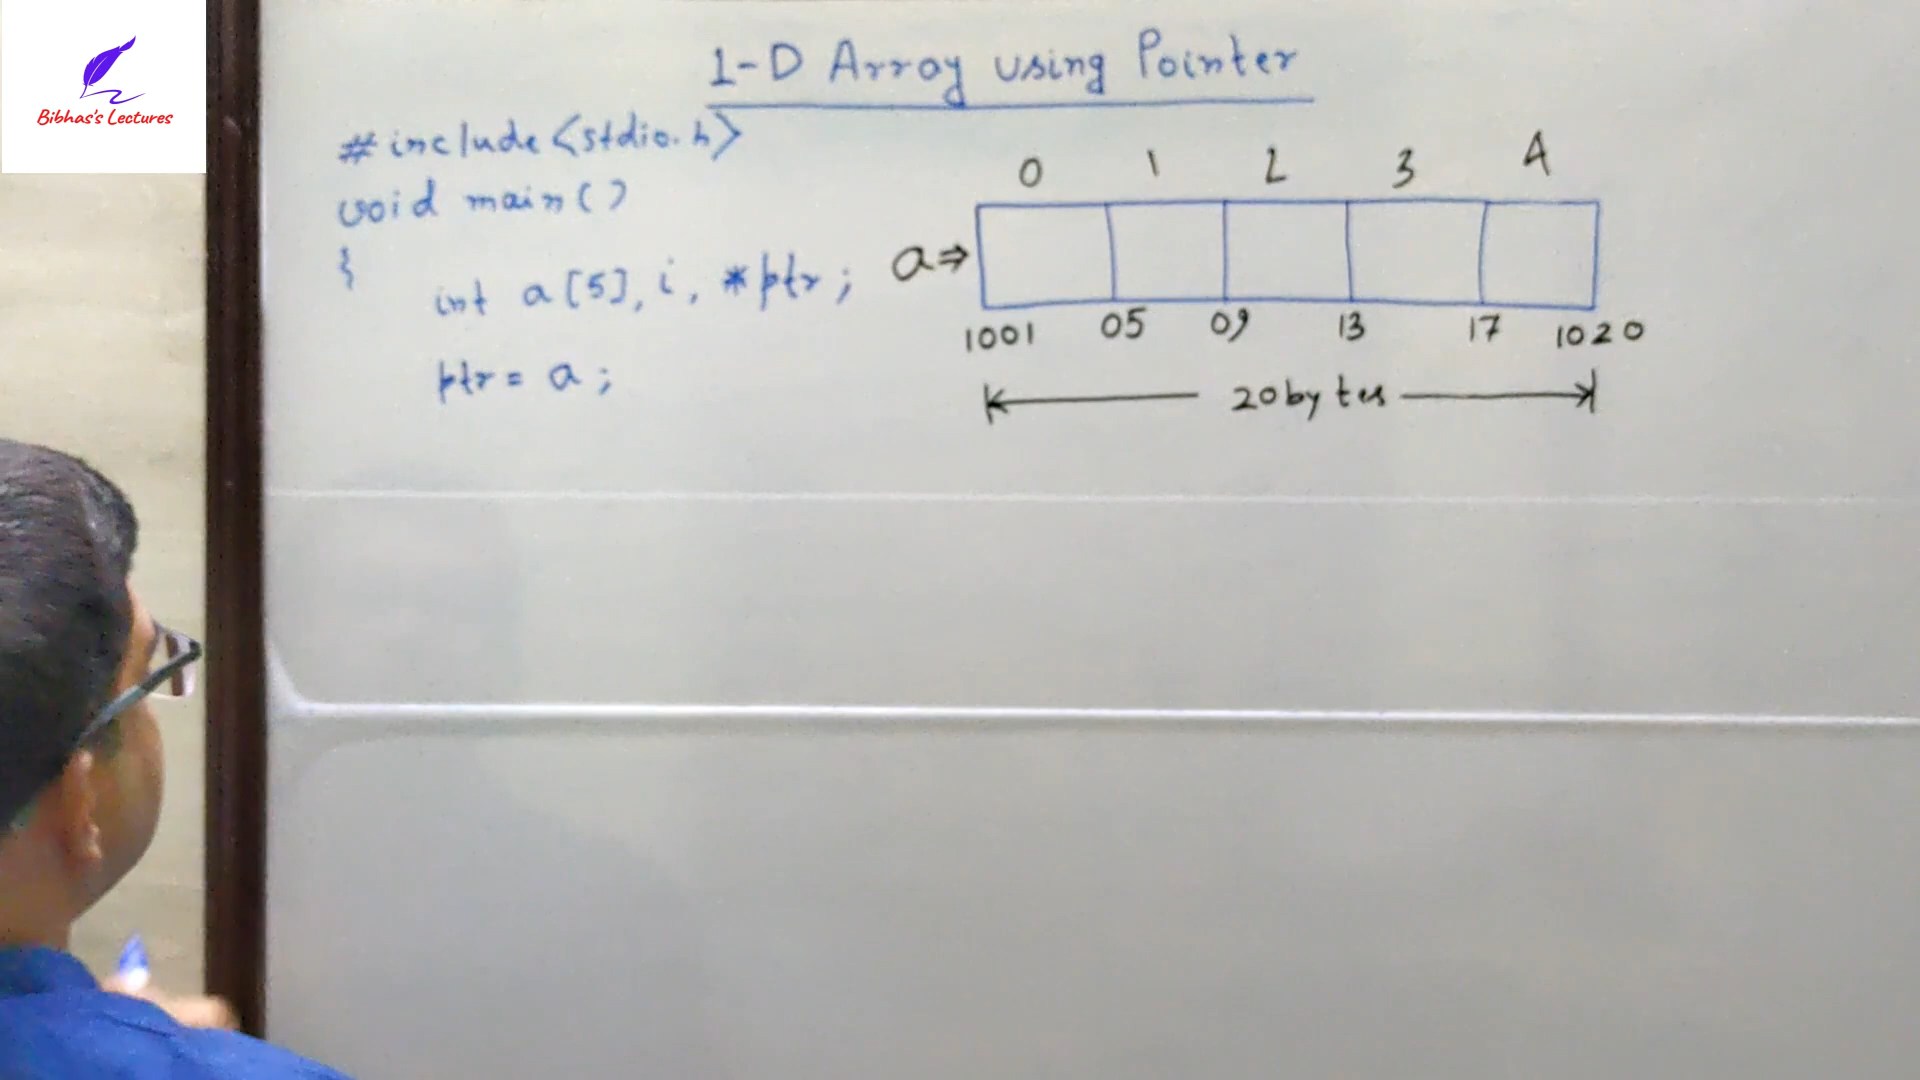 Bibhas's Lectures
1-D Array using Pointer
#include<stdio.h>
void main()
{
int a[5], i, *ptr;
ptr = a;
0 1 2 3 4
a⇒
1001 05 09 13 17 1020
20bytes